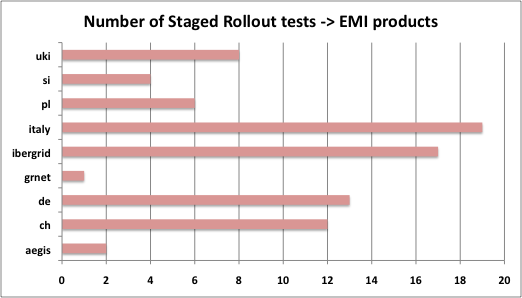 Number of Staged Rollout tests -> EMI products
uki
si
pl
italy
ibergrid
grnet
de
ch
aegis
0 2 4 6 8 10 12 14 16 18 20